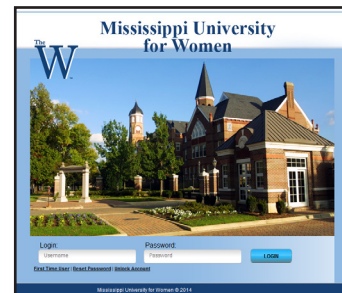 Mississippi University
for Women
The
W
Login:
Password:
Username
Password
LOGIN
First Time User | Reset Password | Unlock Account
Mississippi University for Women © 2014